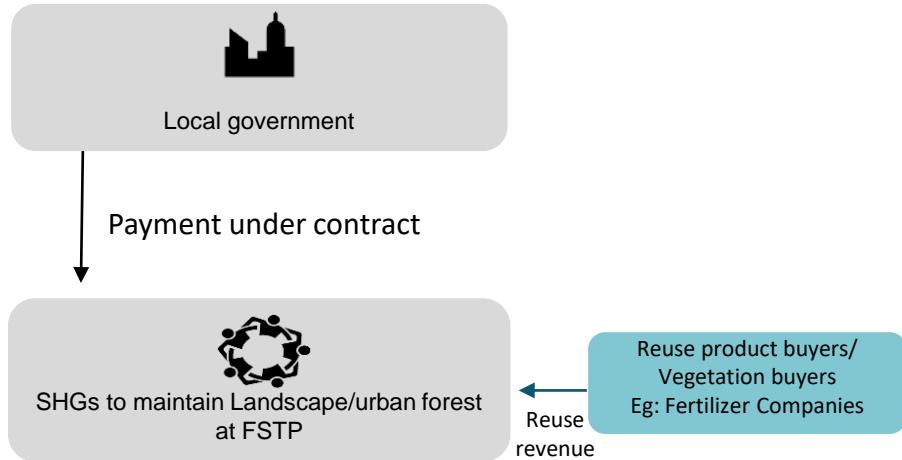 Local government
Payment under contract
SHGs to maintain Landscape/urban forest
at FSTP
Reuse product buyers/
Vegetation buyers
Eg: Fertilizer Companies
Reuse
revenue